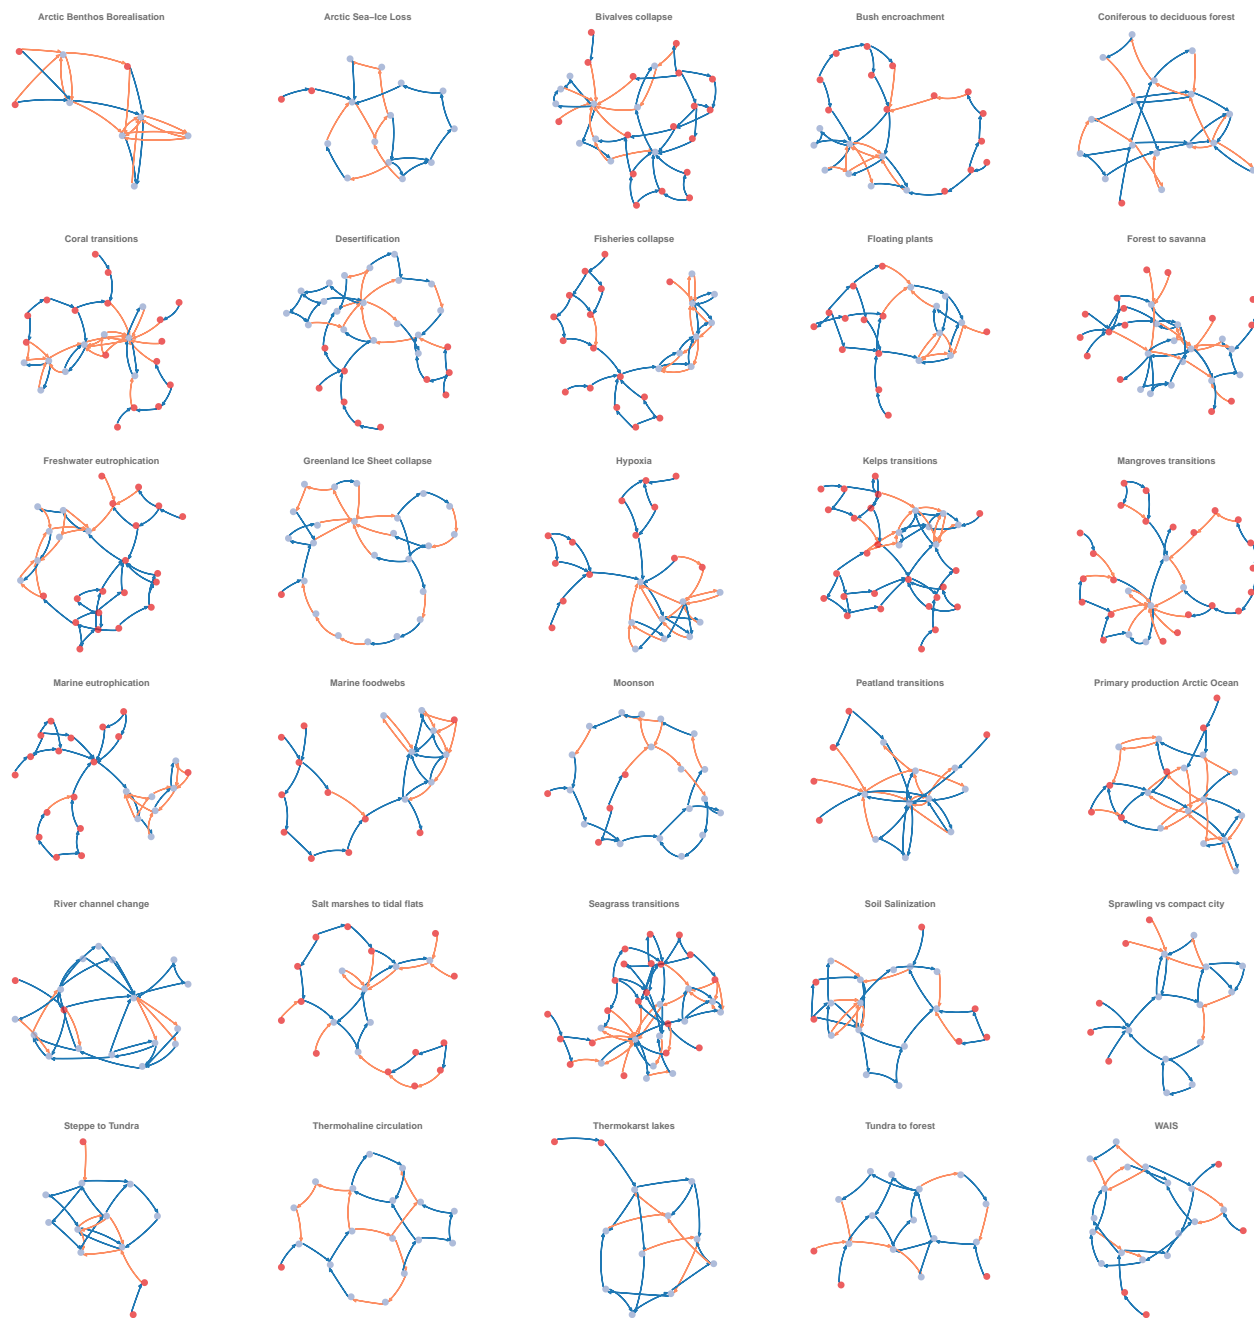 Arctic Benthos Borealisation
Arctic Sea–Ice Loss
Bivalves collapse
Bush encroachment
Coniferous to deciduous forest
Coral transitions
Desertification
Fisheries collapse
Floating plants
Forest to savanna
Freshwater eutrophication
Greenland Ice Sheet collapse
Hypoxia
Kelps transitions
Mangroves transitions
Marine eutrophication
Marine foodwebs
Moonson
Peatland transitions
Primary production Arctic Ocean
River channel change
Salt marshes to tidal flats
Seagrass transitions
Soil Salinization
Sprawling vs compact city
Steppe to Tundra
Thermohaline circulation
Thermokarst lakes
Tundra to forest
WAIS